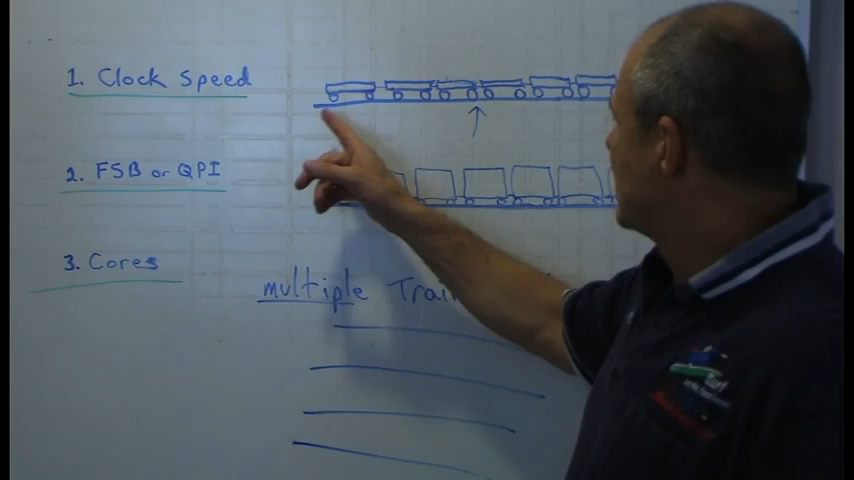 1. Clock Speed
2. FSB or QPI
3. Cores
multiple